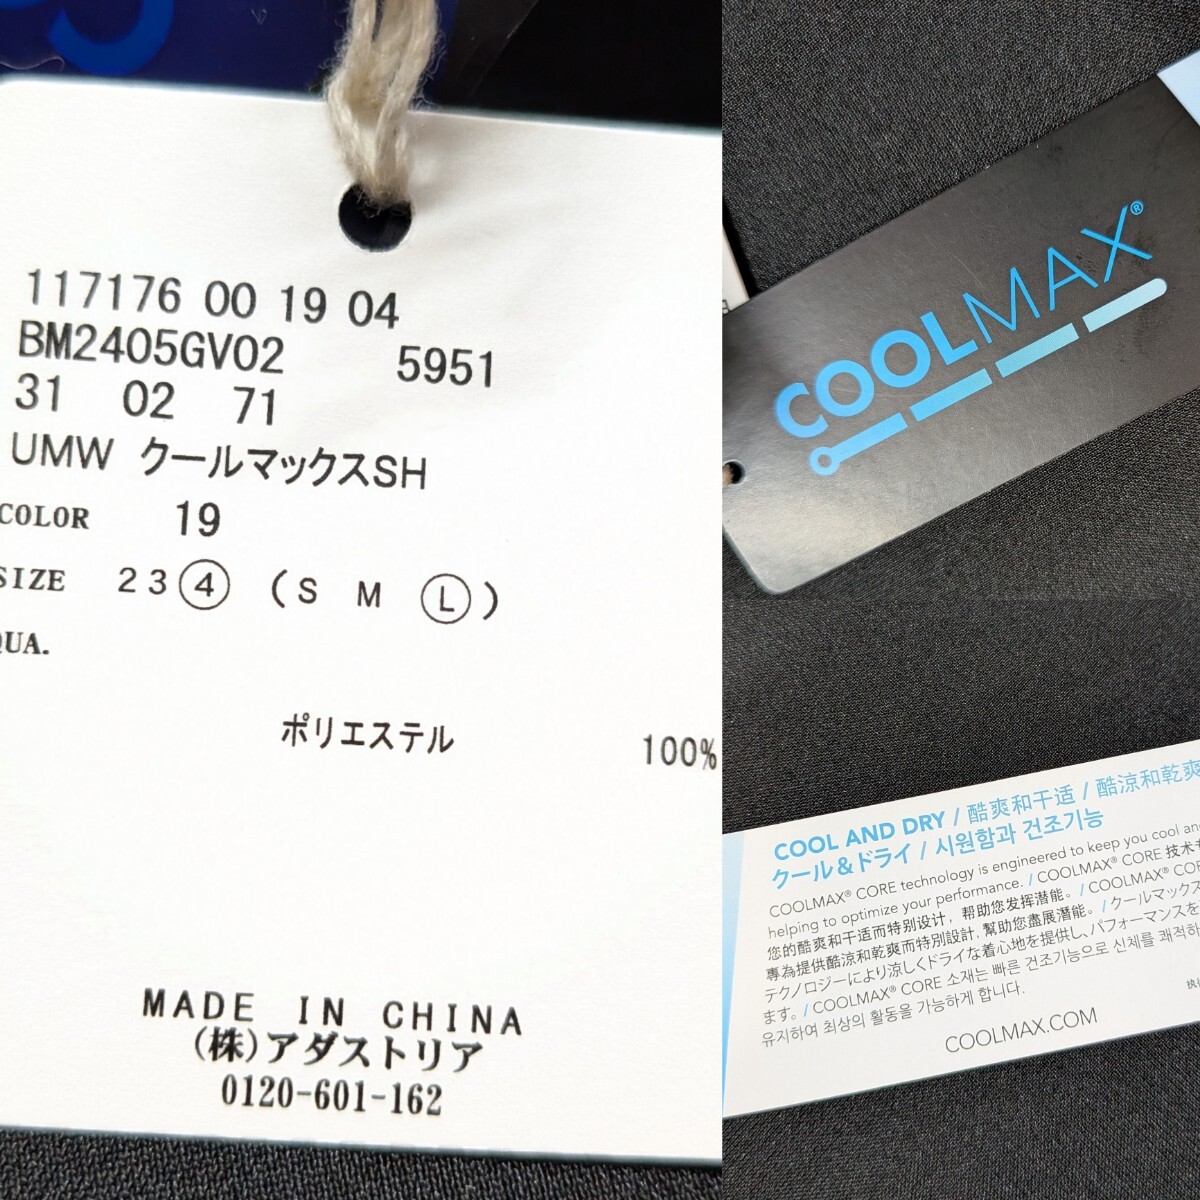 117176 00 19 04
BM2405GV02 5951
31 02 71
UMW クールマックスSH
COLOR 19
SIZE 2 3 4 ( S M L )
QUA.
ポリエステル 100%
MADE IN CHINA
(株)アダストリア
0120-601-162
COOLMAX®
COOL AND DRY / 酷爽和干适 / 酷涼和乾爽
クール&ドライ / 시원함과 건조기능
COOLMAX® CORE technology is engineered to keep you cool and
helping to optimize your performance. / COOLMAX® CORE 技术
您的酷爽和干适而特别设计，帮助您发挥潜能。 / COOLMAX®
專為提供酷涼和乾爽而特別設計,幫助您盡展潛能。 / クールマックス
テクノロジーにより涼しくドライな着心地を提供し、パフォーマンスを
ます。 / COOLMAX® CORE 소재는 빠른 건조기능으로 신체를 쾌적하
유지하여 최상의 활동을 가능하게 합니다.
COOLMAX.COM